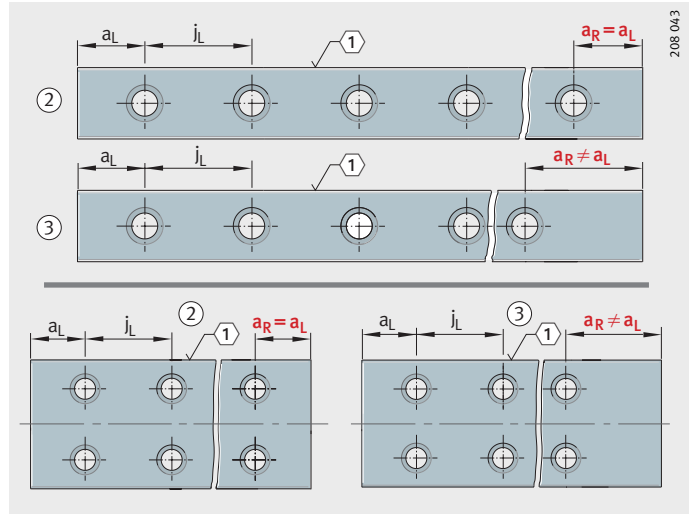 a_L j_L 1 a_R = a_L
2
a_L j_L 1 a_R ≠ a_L
3
2 3
a_L j_L 1 a_R = a_L a_L j_L 1 a_R ≠ a_L
208 043